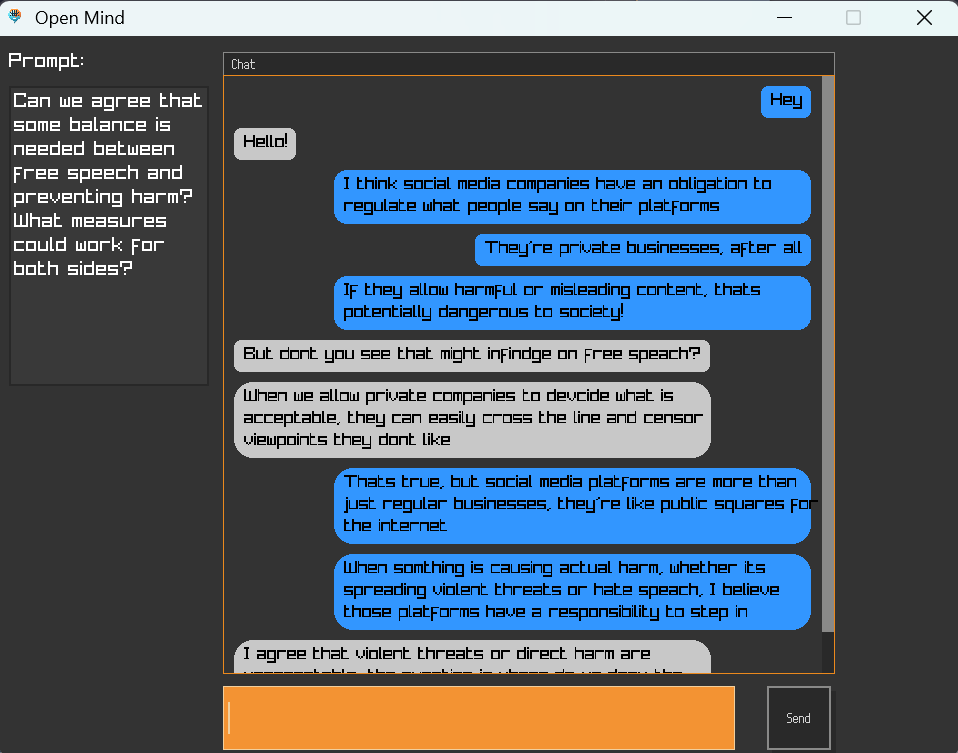 Open Mind
Prompt:
Can we agree that
some balance is
needed between
free speech and
preventing harm?
What measures
could work for
both sides?
Chat
Hey
Hello!
I think social media companies have an obligation to
regulate what people say on their platforms
They're private businesses, after all
If they allow harmful or misleading content, thats
potentially dangerous to society!
But dont you see that might infindge on free speach?
When we allow private companies to devcide what is
acceptable, they can easily cross the line and censor
viewpoints they dont like
Thats true, but social media platforms are more than
just regular businesses, they're like public squares for
the internet
When somthing is causing actual harm, whether its
spreading violent threats or hate speach, I believe
those platforms have a responsibility to step in
I agree that violent threats or direct harm are
Send